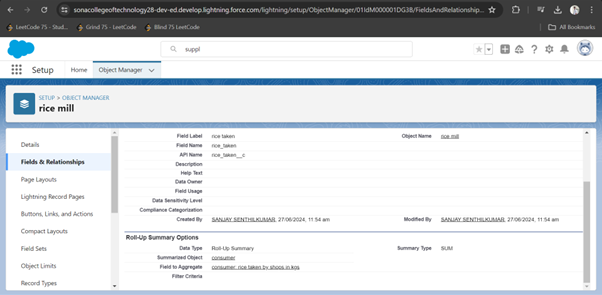 sonacollegeoftechnology28-dev-ed.develop.lightning.force.com/lightning/setup/ObjectManager/01IdM000001DG3B/FieldsAndRelationship...
LeetCode 75 - Stud...
Grind 75 - LeetCode
Blind 75 LeetCode
All Bookmarks
suppl
Setup
Home
Object Manager
SETUP > OBJECT MANAGER
rice mill
Details
Fields & Relationships
Page Layouts
Lightning Record Pages
Buttons, Links, and Actions
Compact Layouts
Field Sets
Object Limits
Record Types
Field Label rice taken Object Name rice mill
Field Name rice_taken
API Name rice_taken__c
Description
Help Text
Data Owner
Field Usage
Data Sensitivity Level
Compliance Categorization
Created By SANJAY SENTHILKUMAR, 27/06/2024, 11:54 am Modified By SANJAY SENTHILKUMAR, 27/06/2024, 11:54 am
Roll-Up Summary Options
Data Type Roll-Up Summary Summary Type SUM
Summarized Object consumer
Field to Aggregate consumer: rice taken by shops in kgs
Filter Criteria